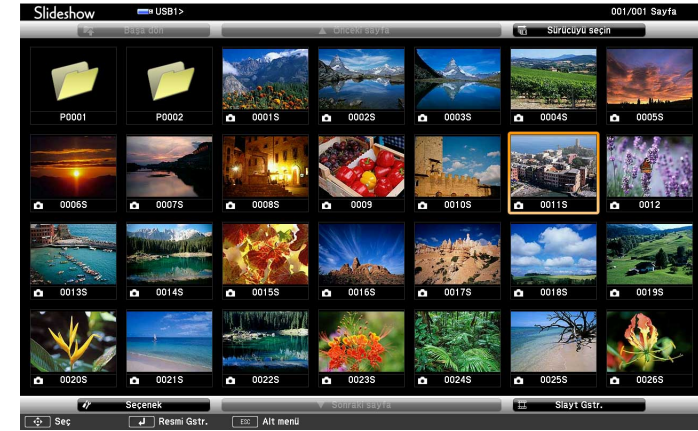 Slideshow USB1> 001/001 Sayfa
Başa dön Önceki sayfa Sürücüyü seçin
P0001 P0002 0001S 0002S 0003S 0004S 0005S
0006S 0007S 0008S 0009 0010S 0011S 0012
0013S 0014S 0015S 0016S 0017S 0018S 0019S
0020S 0021S 0022S 0023S 0024S 0025S 0026S
Seçenek Sonraki sayfa Slayt Gstr.
Seç Resmi Gstr. ESC Alt menü